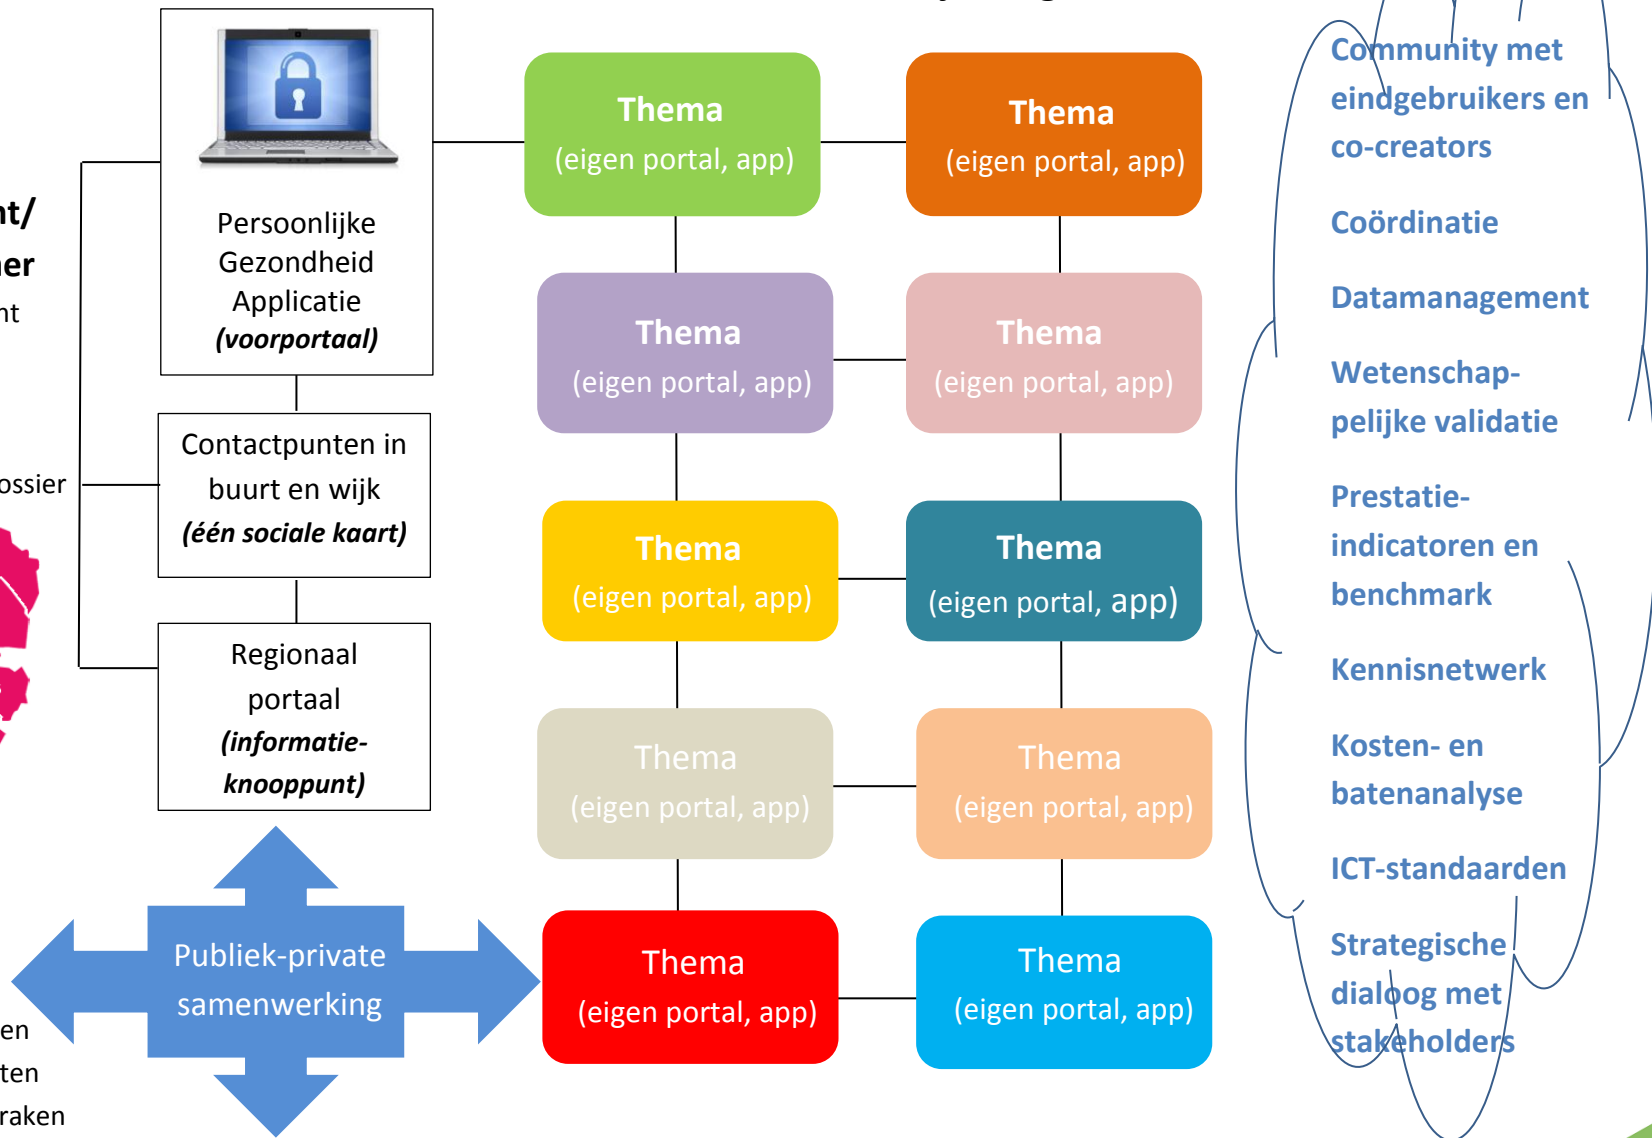 Persoonlijke
Gezondheid
Applicatie
(voorportaal)
Contactpunten in
buurt en wijk
(één sociale kaart)
Regionaal
portaal
(informatie-
knooppunt)
Publiek-private
samenwerking
Thema
(eigen portal, app)
Thema
(eigen portal, app)
Thema
(eigen portal, app)
Thema
(eigen portal, app)
Thema
(eigen portal, app)
Thema
(eigen portal, app)
Thema
(eigen portal, app)
Thema
(eigen portal, app)
Thema
(eigen portal, app)
Thema
(eigen portal, app)
Community met
eindgebruikers en
co-creators
Coördinatie
Datamanagement
Wetenschap-
pelijke validatie
Prestatie-
indicatoren en
benchmark
Kennisnetwerk
Kosten- en
batenanalyse
ICT-standaarden
Strategische
dialoog met
stakeholders